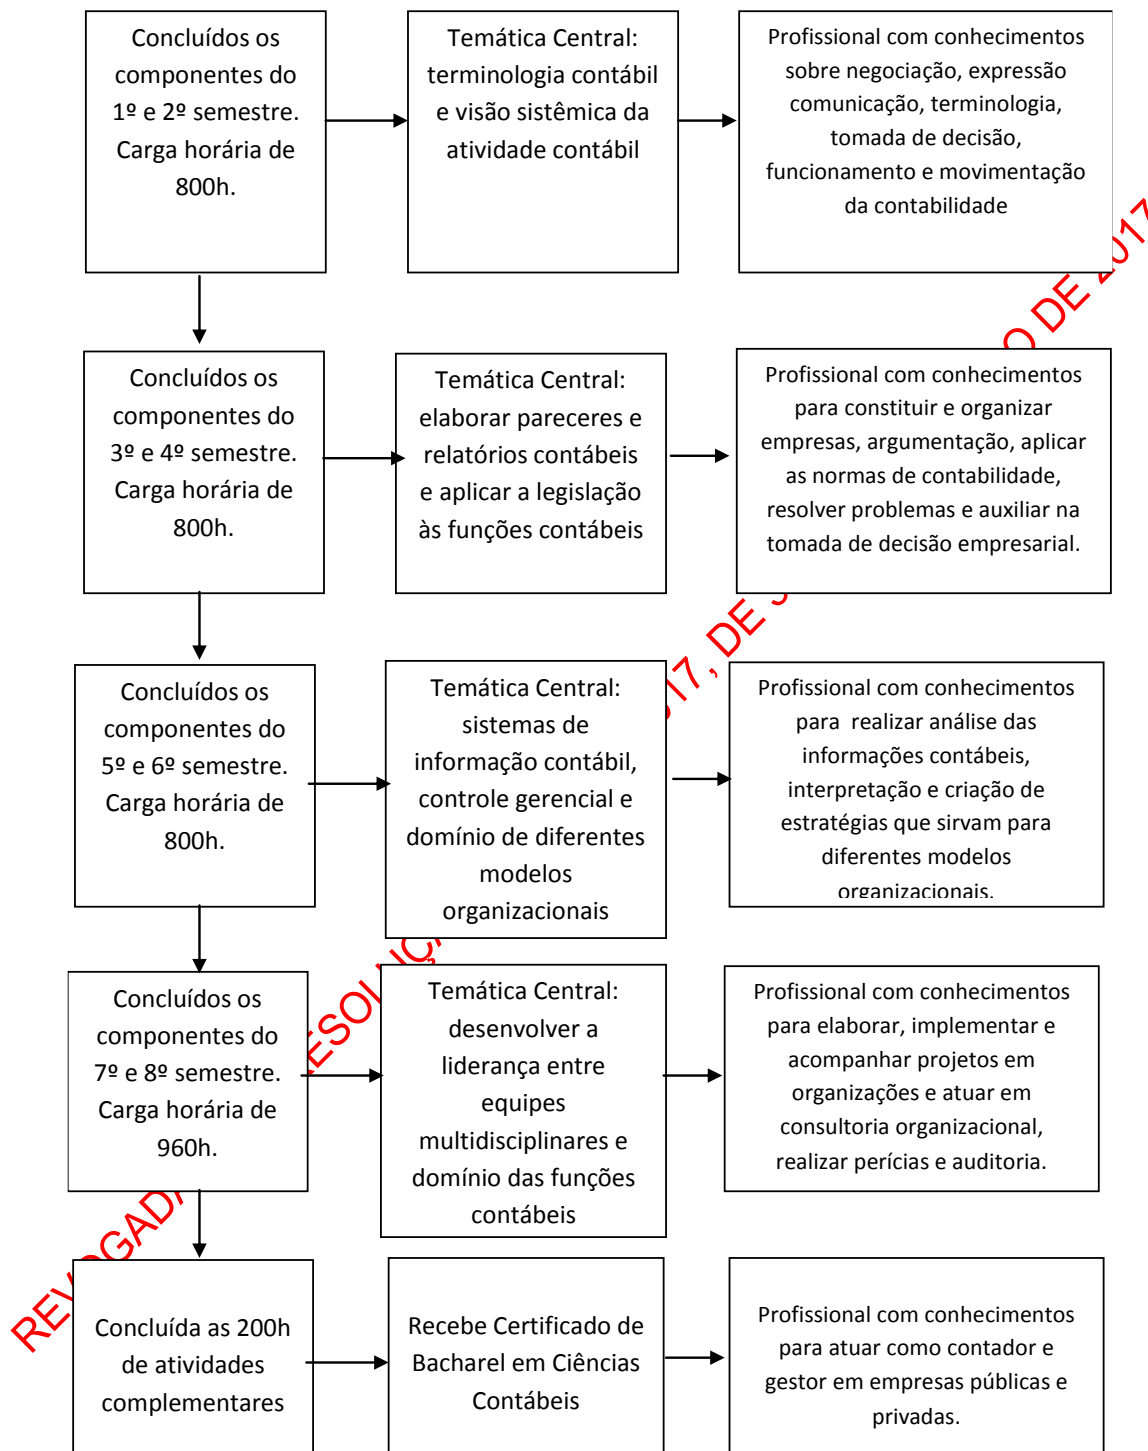 Concluídos os
componentes do
1º e 2º semestre.
Carga horária de
800h.
Temática Central:
terminologia contábil
e visão sistêmica da
atividade contábil
Profissional com conhecimentos
sobre negociação, expressão
comunicação, terminologia,
tomada de decisão,
funcionamento e movimentação
da contabilidade
Concluídos os
componentes do
3º e 4º semestre.
Carga horária de
800h.
Temática Central:
elaborar pareceres e
relatórios contábeis
e aplicar a legislação
às funções contábeis
Profissional com conhecimentos
para constituir e organizar
empresas, argumentação, aplicar
as normas de contabilidade,
resolver problemas e auxiliar na
tomada de decisão empresarial.
Concluídos os
componentes do
5º e 6º semestre.
Carga horária de
800h.
Temática Central:
sistemas de
informação contábil,
controle gerencial e
domínio de diferentes
modelos
organizacionais
Profissional com conhecimentos
para realizar análise das
informações contábeis,
interpretação e criação de
estratégias que sirvam para
diferentes modelos
organizacionais.
Concluídos os
componentes do
7º e 8º semestre.
Carga horária de
960h.
Temática Central:
desenvolver a
liderança entre
equipes
multidisciplinares e
domínio das funções
contábeis
Profissional com conhecimentos
para elaborar, implementar e
acompanhar projetos em
organizações e atuar em
consultoria organizacional,
realizar perícias e auditoria.
Concluída as 200h
de atividades
complementares
Recebe Certificado de
Bacharel em Ciências
Contábeis
Profissional com conhecimentos
para atuar como contador e
gestor em empresas públicas e
privadas.
DE 2017